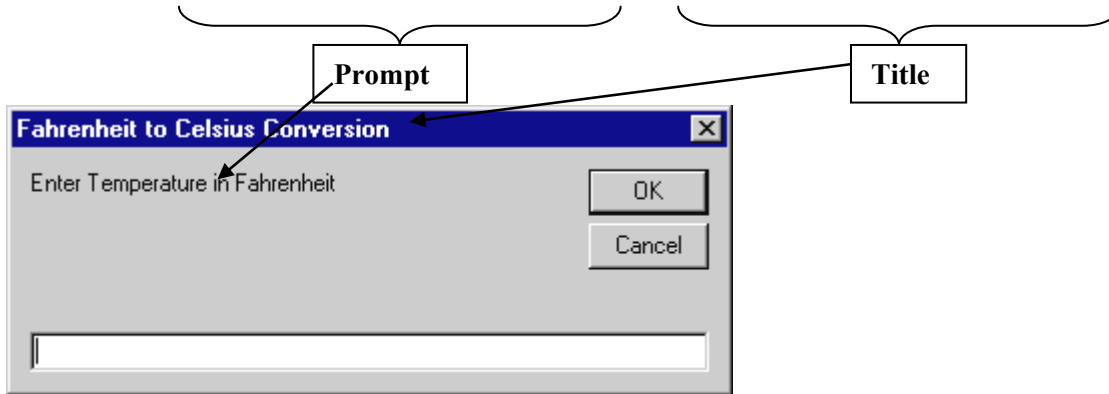 Prompt
Title
Fahrenheit to Celsius Conversion
Enter Temperature in Fahrenheit
OK
Cancel